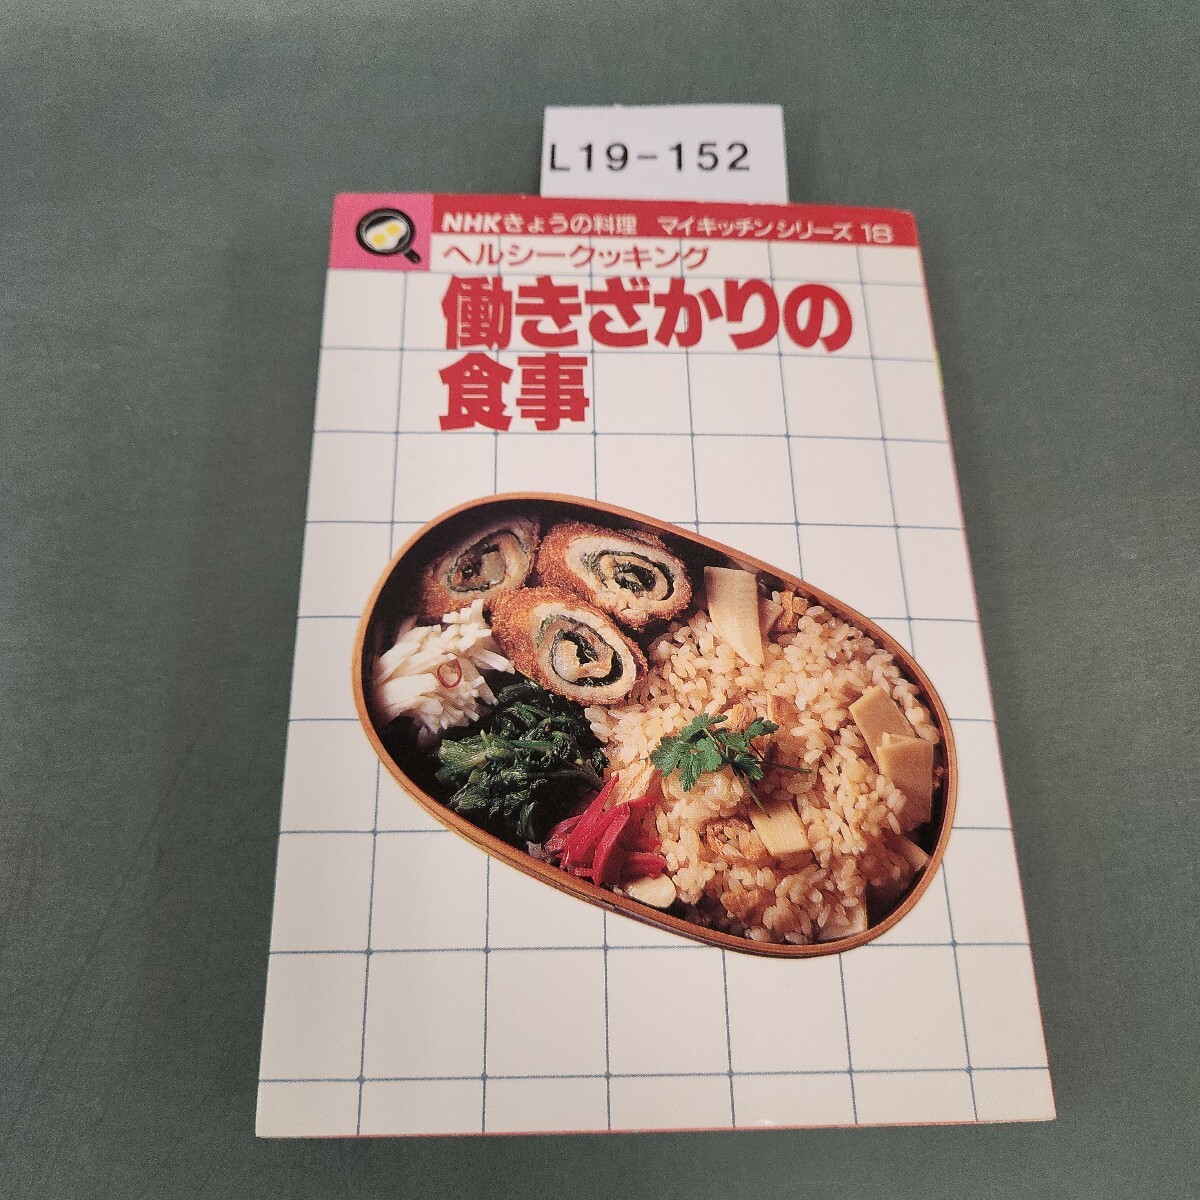 L19-152
NHKきょうの料理 マイキッチンシリーズ 18
ヘルシークッキング
働きざかりの
食事